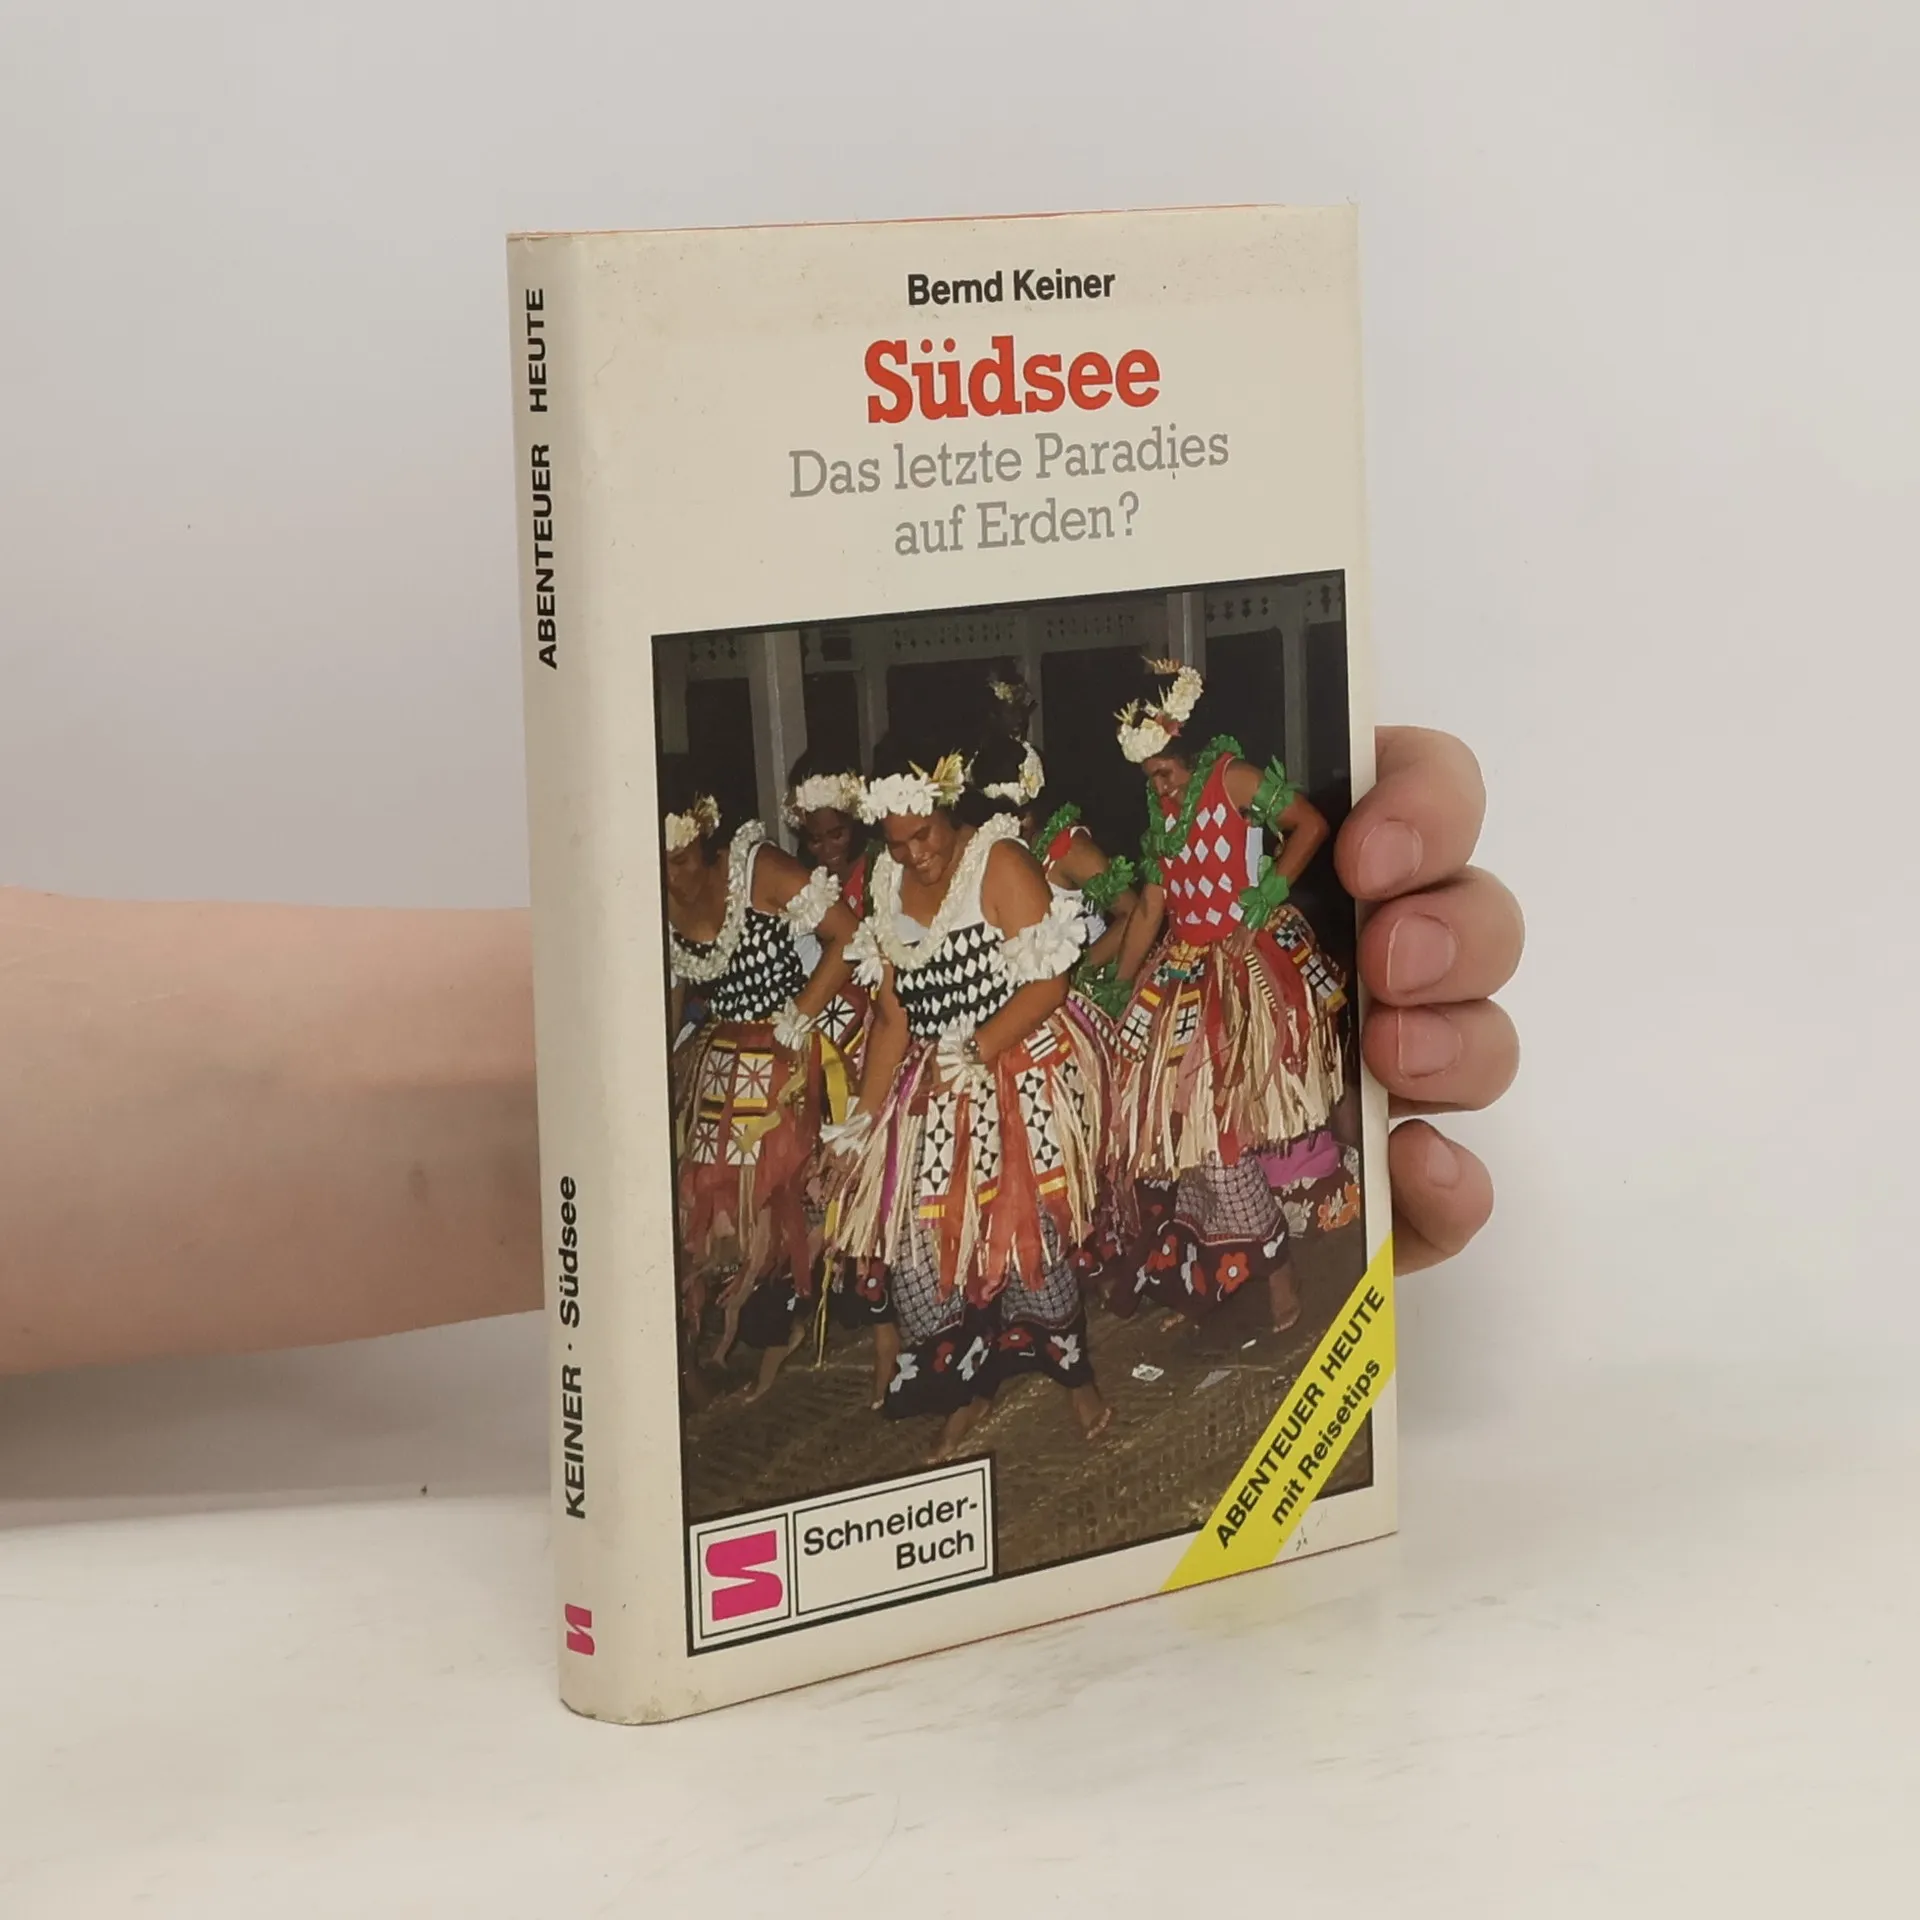 Bernd Keiner
Südsee
Das letzte Paradies
auf Erden?
ABENTEUER HEUTE
mit Reisetips
Schneider-
Buch
ABENTEUER HEUTE
KEINER · Südsee